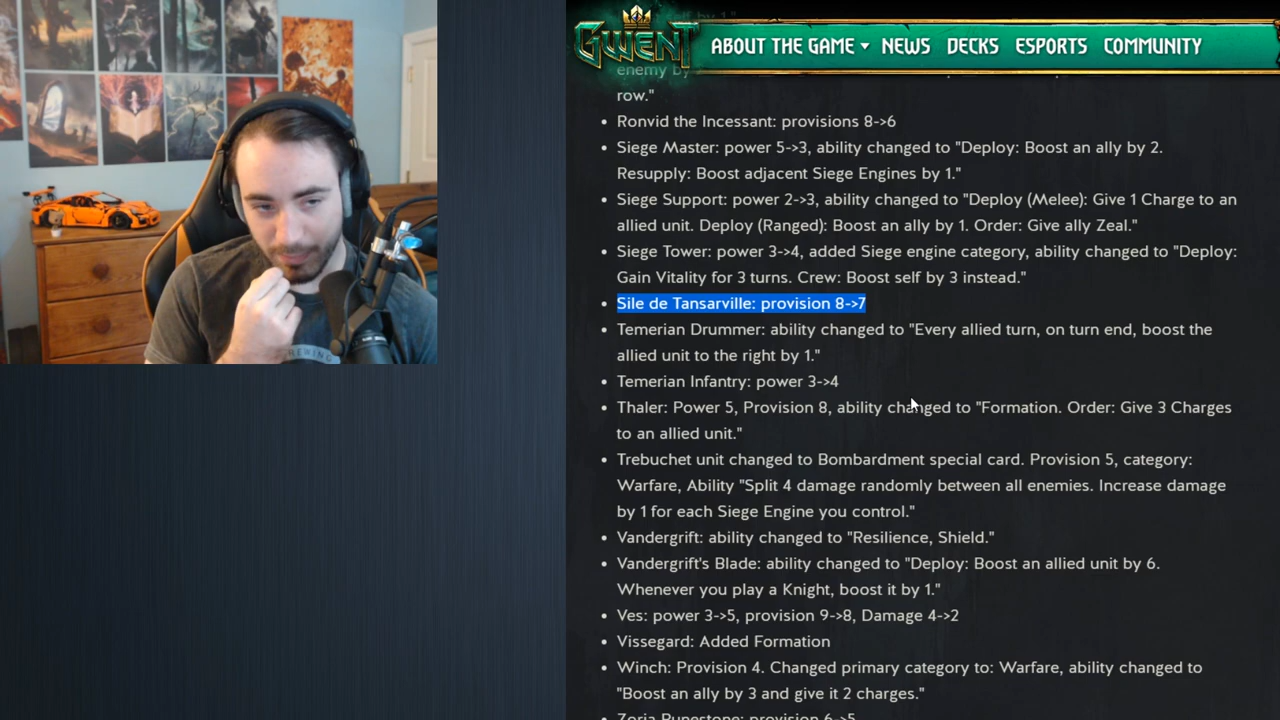 GWENT
ABOUT THE GAME NEWS DECKS ESPORTS COMMUNITY
enemy by
row."
Ronvid the Incessant: provisions 8->6
Siege Master: power 5->3, ability changed to "Deploy: Boost an ally by 2.
Resupply: Boost adjacent Siege Engines by 1."
Siege Support: power 2->3, ability changed to "Deploy (Melee): Give 1 Charge to an
allied unit. Deploy (Ranged): Boost an ally by 1. Order: Give ally Zeal."
Siege Tower: power 3->4, added Siege engine category, ability changed to "Deploy:
Gain Vitality for 3 turns. Crew: Boost self by 3 instead."
Sile de Tansarville: provision 8->7
Temerian Drummer: ability changed to "Every allied turn, on turn end, boost the
allied unit to the right by 1."
Temerian Infantry: power 3->4
Thaler: Power 5, Provision 8, ability changed to "Formation. Order: Give 3 Charges
to an allied unit."
Trebuchet unit changed to Bombardment special card. Provision 5, category:
Warfare, Ability "Split 4 damage randomly between all enemies. Increase damage
by 1 for each Siege Engine you control."
Vandergrift: ability changed to "Resilience, Shield."
Vandergrift's Blade: ability changed to "Deploy: Boost an allied unit by 6.
Whenever you play a Knight, boost it by 1."
Ves: power 3->5, provision 9->8, Damage 4->2
Vissegard: Added Formation
Winch: Provision 4. Changed primary category to: Warfare, ability changed to
"Boost an ally by 3 and give it 2 charges."
Zoria Runestone: provision 6->5